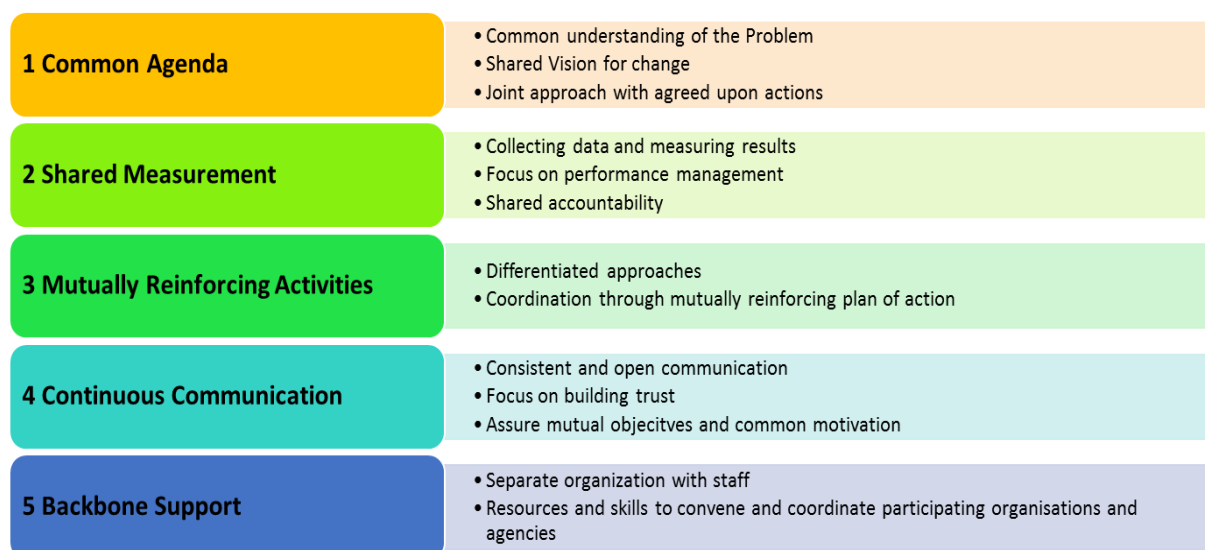 1 Common Agenda
• Common understanding of the Problem
• Shared Vision for change
• Joint approach with agreed upon actions
2 Shared Measurement
• Collecting data and measuring results
• Focus on performance management
• Shared accountability
3 Mutually Reinforcing Activities
• Differentiated approaches
• Coordination through mutually reinforcing plan of action
4 Continuous Communication
• Consistent and open communication
• Focus on building trust
• Assure mutual objecitves and common motivation
5 Backbone Support
• Separate organization with staff
• Resources and skills to convene and coordinate participating organisations and
agencies